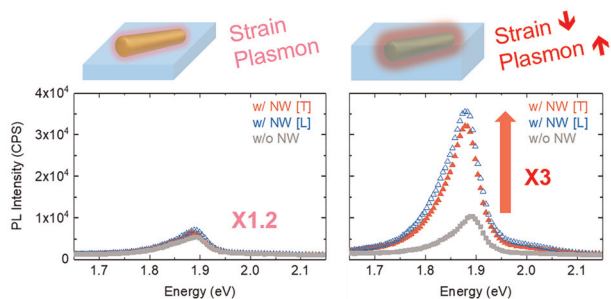 Strain
Plasmon
Strain ↓
Plasmon ↑
4x10⁴
3x10⁴
2x10⁴
1x10⁴
0
PL Intensity (CPS)
w/ NW [T]
w/ NW [L]
w/o NW
X1.2
1.7 1.8 1.9 2.0 2.1
Energy (eV)
w/ NW [T]
w/ NW [L]
w/o NW
X3
1.7 1.8 1.9 2.0 2.1
Energy (eV)